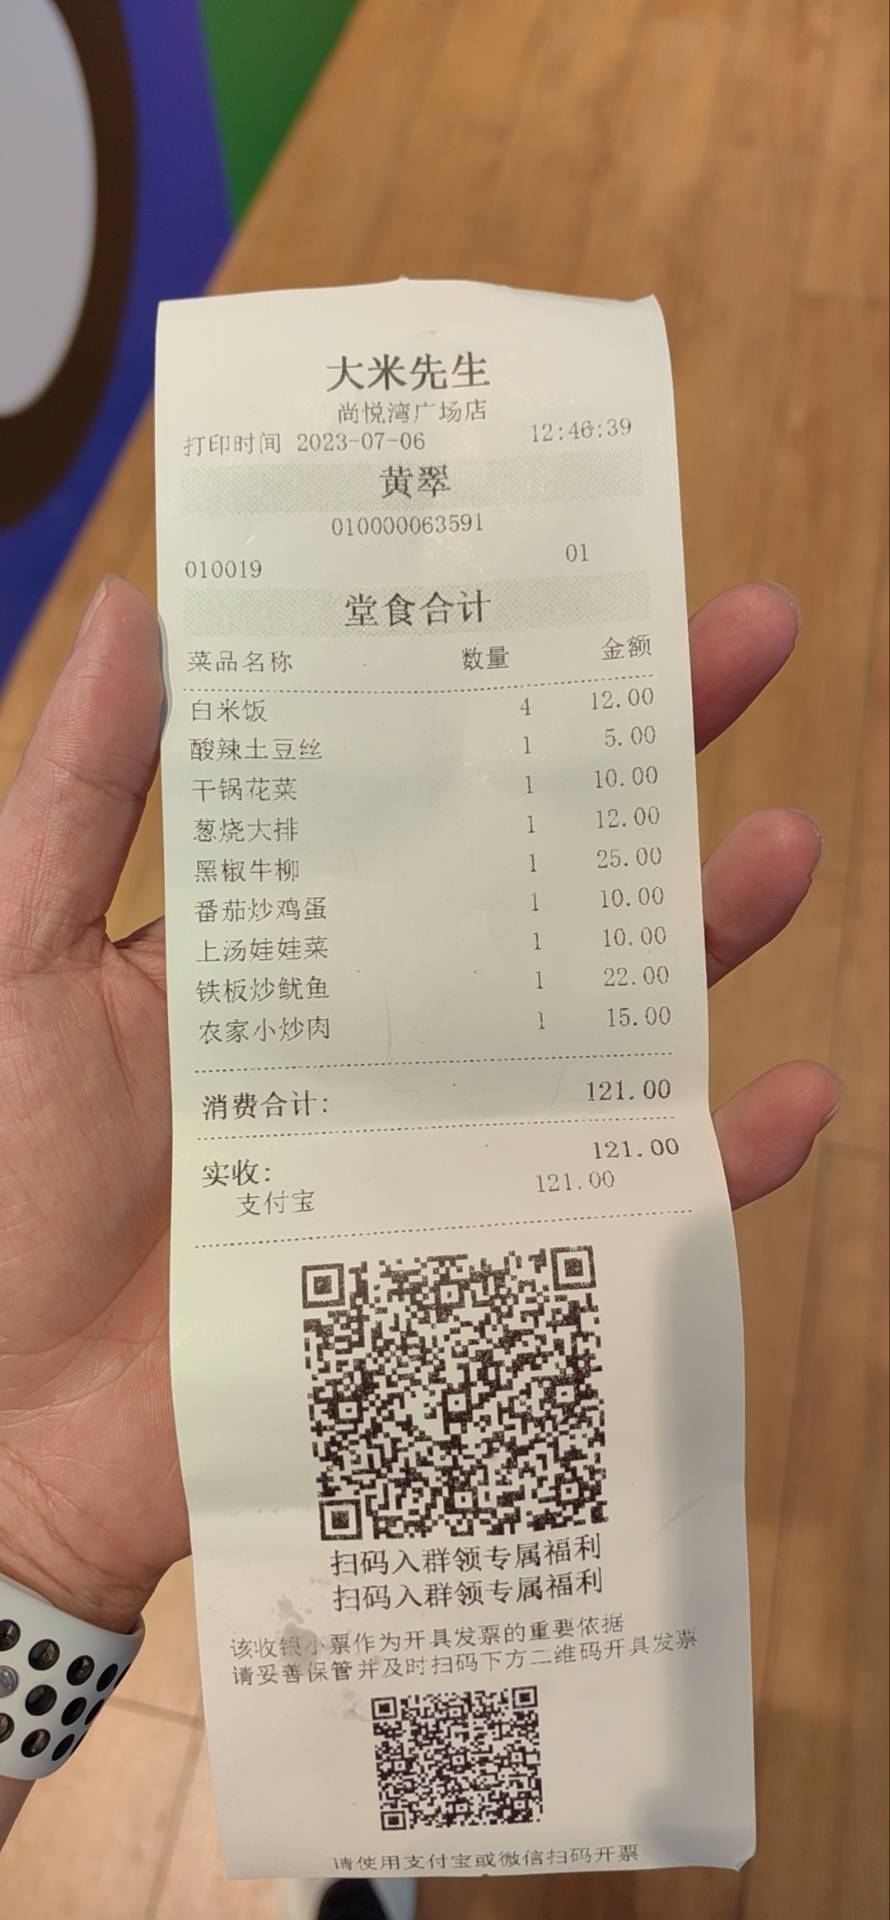 大米先生
尚悦湾广场店
打印时间 2023-07-06 12:46:39
黄翠
010000063591
010019 01
堂食合计
菜品名称 数量 金额
白米饭 4 12.00
酸辣土豆丝 1 5.00
干锅花菜 1 10.00
葱烧大排 1 12.00
黑椒牛柳 1 25.00
番茄炒鸡蛋 1 10.00
上汤娃娃菜 1 10.00
铁板炒鱿鱼 1 22.00
农家小炒肉 1 15.00
消费合计: 121.00
实收: 121.00
支付宝 121.00
扫码入群领专属福利
扫码入群领专属福利
该收银小票作为开具发票的重要依据
请妥善保管并及时扫码下方二维码开具发票
请使用支付宝或微信扫码开票